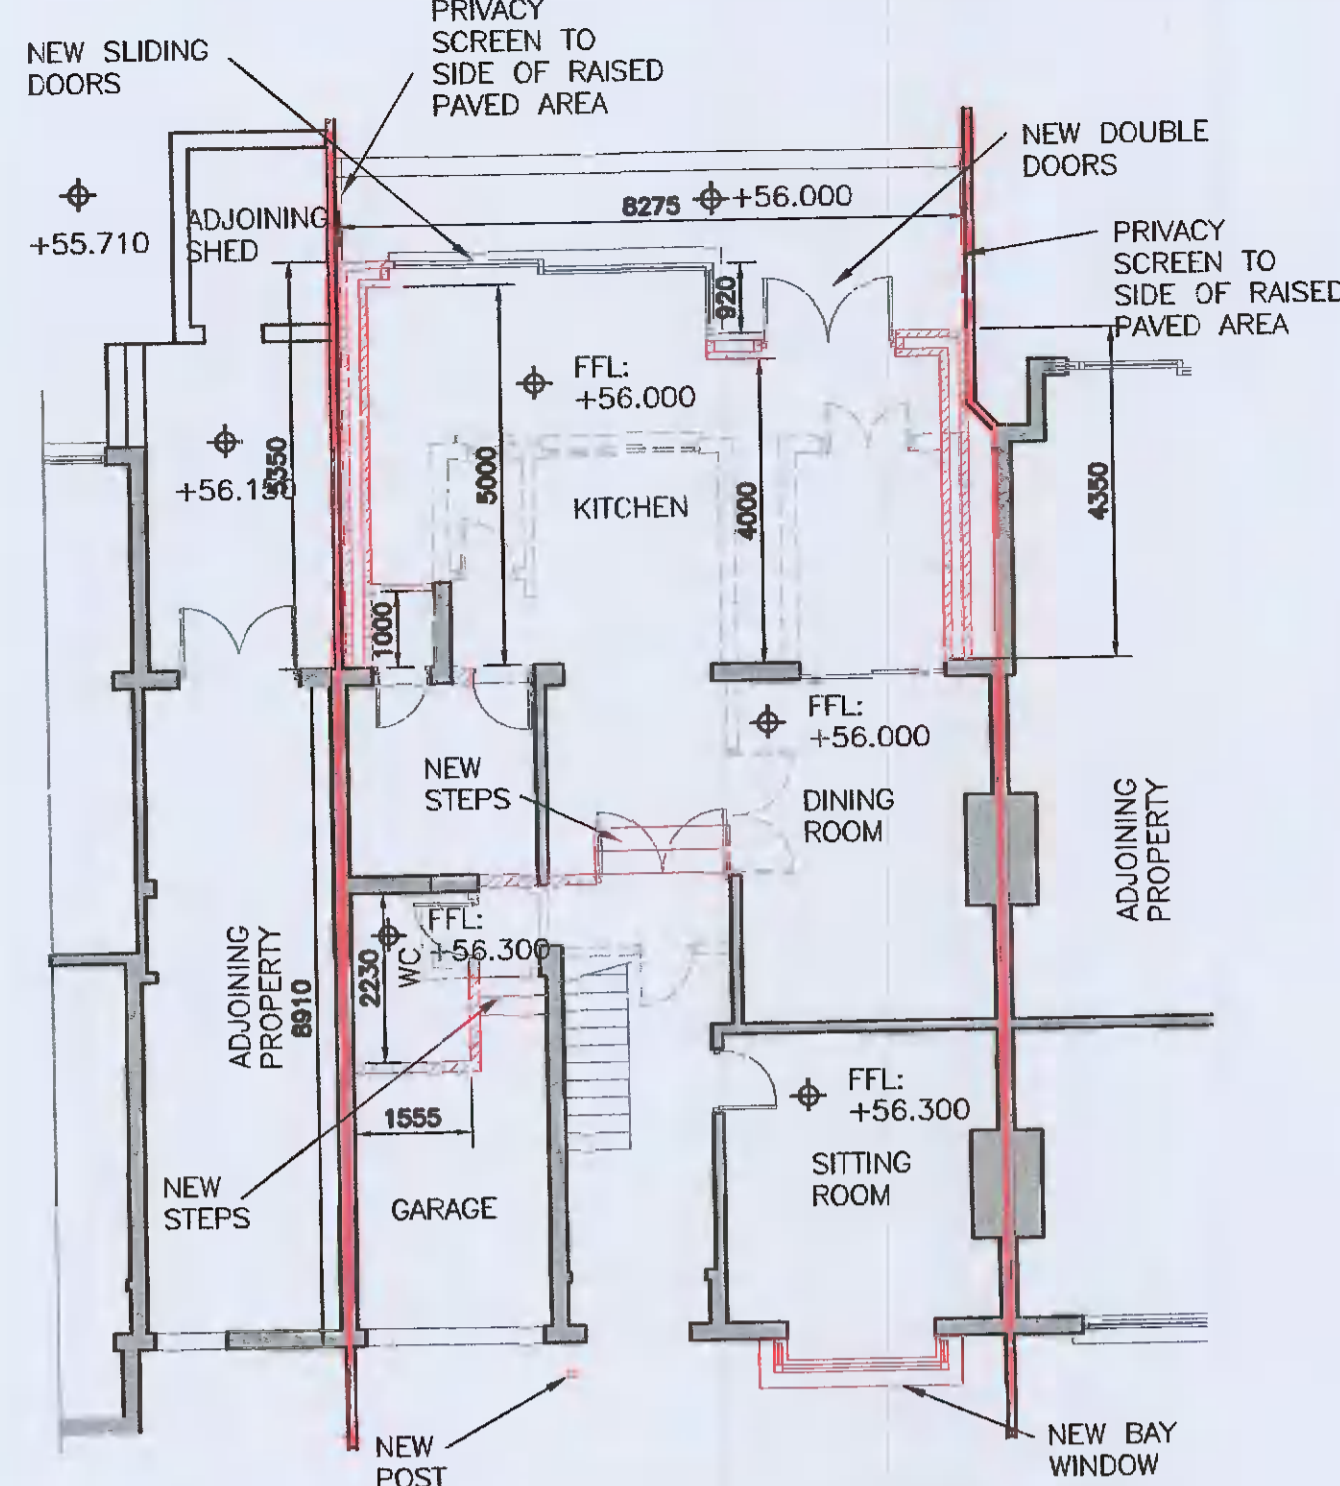 PRIVACY
SCREEN TO
SIDE OF RAISED
PAVED AREA
NEW SLIDING
DOORS
NEW DOUBLE
DOORS
+55.710
ADJOINING
SHED
8275
+56.000
PRIVACY
SCREEN TO
SIDE OF RAISED
PAVED AREA
920
FFL:
+56.000
5350
5000
4000
4350
KITCHEN
1000
FFL:
+56.000
NEW
STEPS
DINING
ROOM
ADJOINING
PROPERTY
FFL:
+56.300
WC
2230
ADJOINING
PROPERTY
8910
FFL:
+56.300
1555
SITTING
ROOM
NEW
STEPS
GARAGE
NEW
POST
NEW BAY
WINDOW